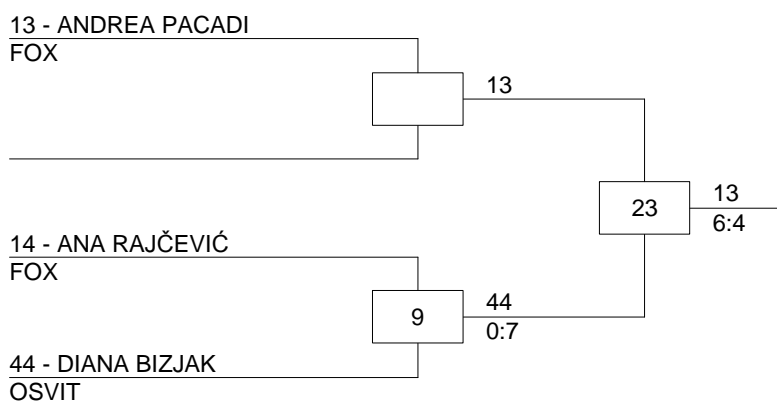 13 - ANDREA PACADI
FOX
13
23
13
6:4
14 - ANA RAJČEVIĆ
FOX
9
44
0:7
44 - DIANA BIZJAK
OSVIT